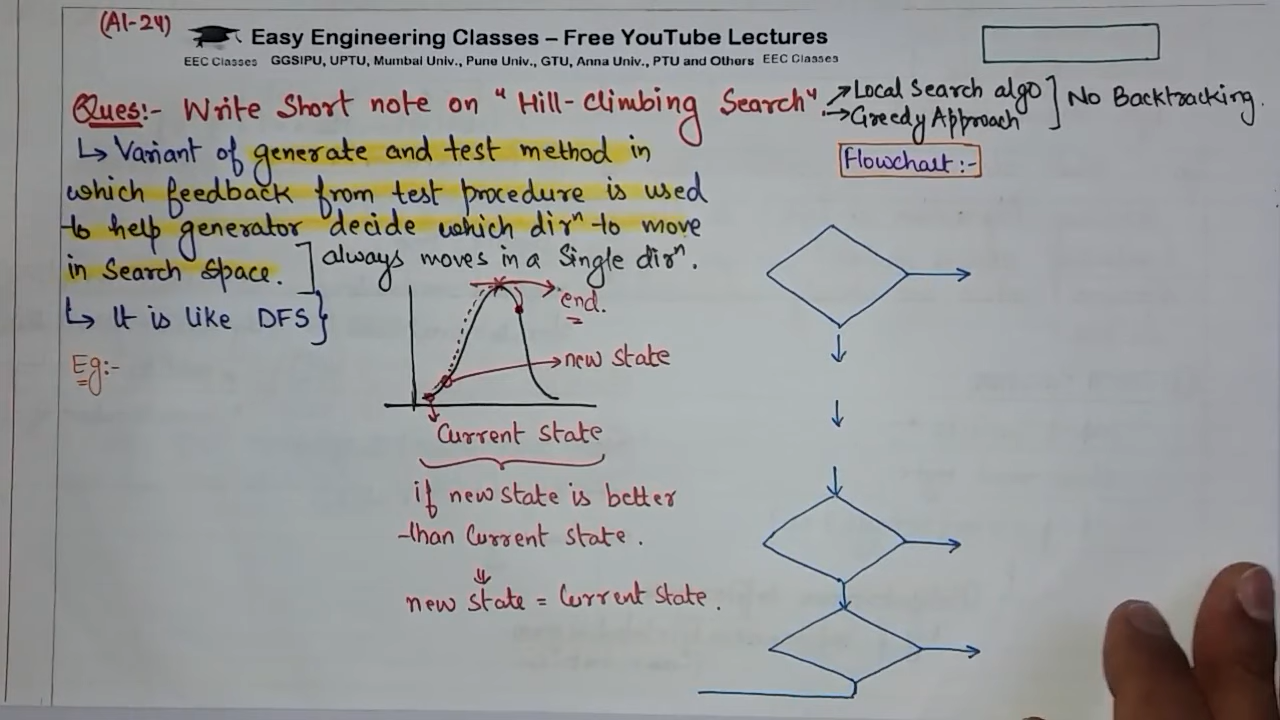 (AI-24)
Easy Engineering Classes – Free YouTube Lectures
EEC Classes GGSIPU, UPTU, Mumbai Univ., Pune Univ., GTU, Anna Univ., PTU and Others EEC Classes
Ques:- Write Short note on "Hill-Climbing Search"
→ Local Search algo
→ Greedy Approach
] No Backtracking.
↳ Variant of generate and test method in
which feedback from test procedure is used
to help generator decide which dirⁿ to move
in Search Space. ] always moves in a Single dirⁿ.
↳ It is like DFS }
Eg:-
end.
new state
Current State
if new state is better
than Current state.
⇓
new state = Current State.
Flowchart :-